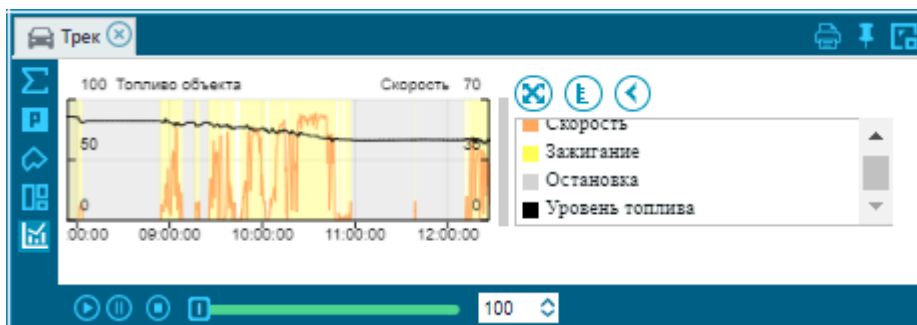 Трек
100 Топливо объекта Скорость 70
50 35
0 0
:00:00 09:00:00 10:00:00 11:00:00 12:00:00
Скорость
Зажигание
Остановка
Уровень топлива
100